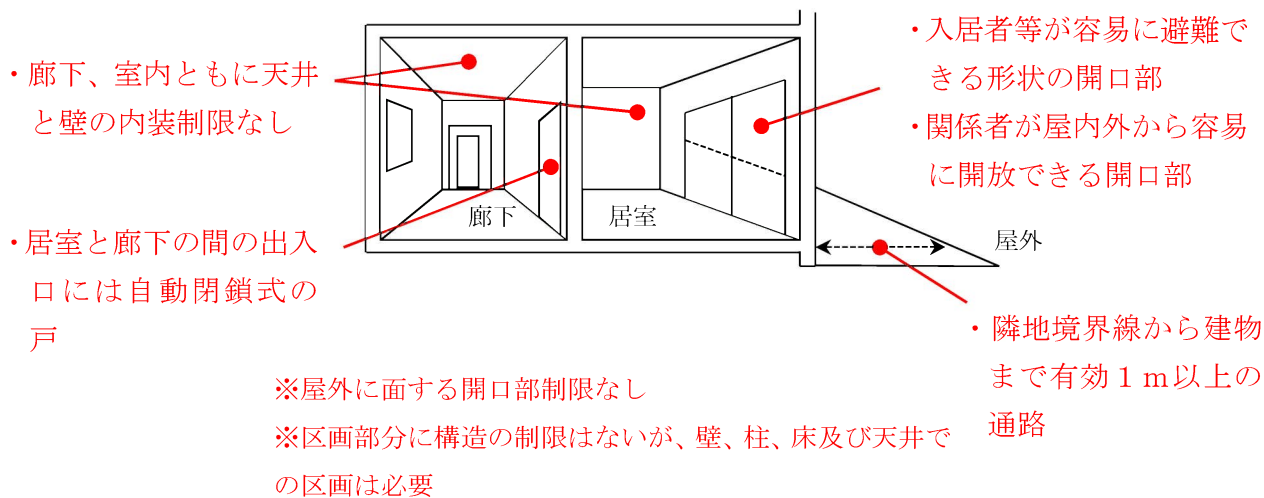 ・廊下、室内ともに天井
と壁の内装制限なし
・居室と廊下の間の出入
口には自動閉鎖式の
戸
廊下
居室
・入居者等が容易に避難で
きる形状の開口部
・関係者が屋内外から容易
に開放できる開口部
屋外
・隣地境界線から建物
まで有効１ｍ以上の
通路
※屋外に面する開口部制限なし
※区画部分に構造の制限はないが、壁、柱、床及び天井で
の区画は必要